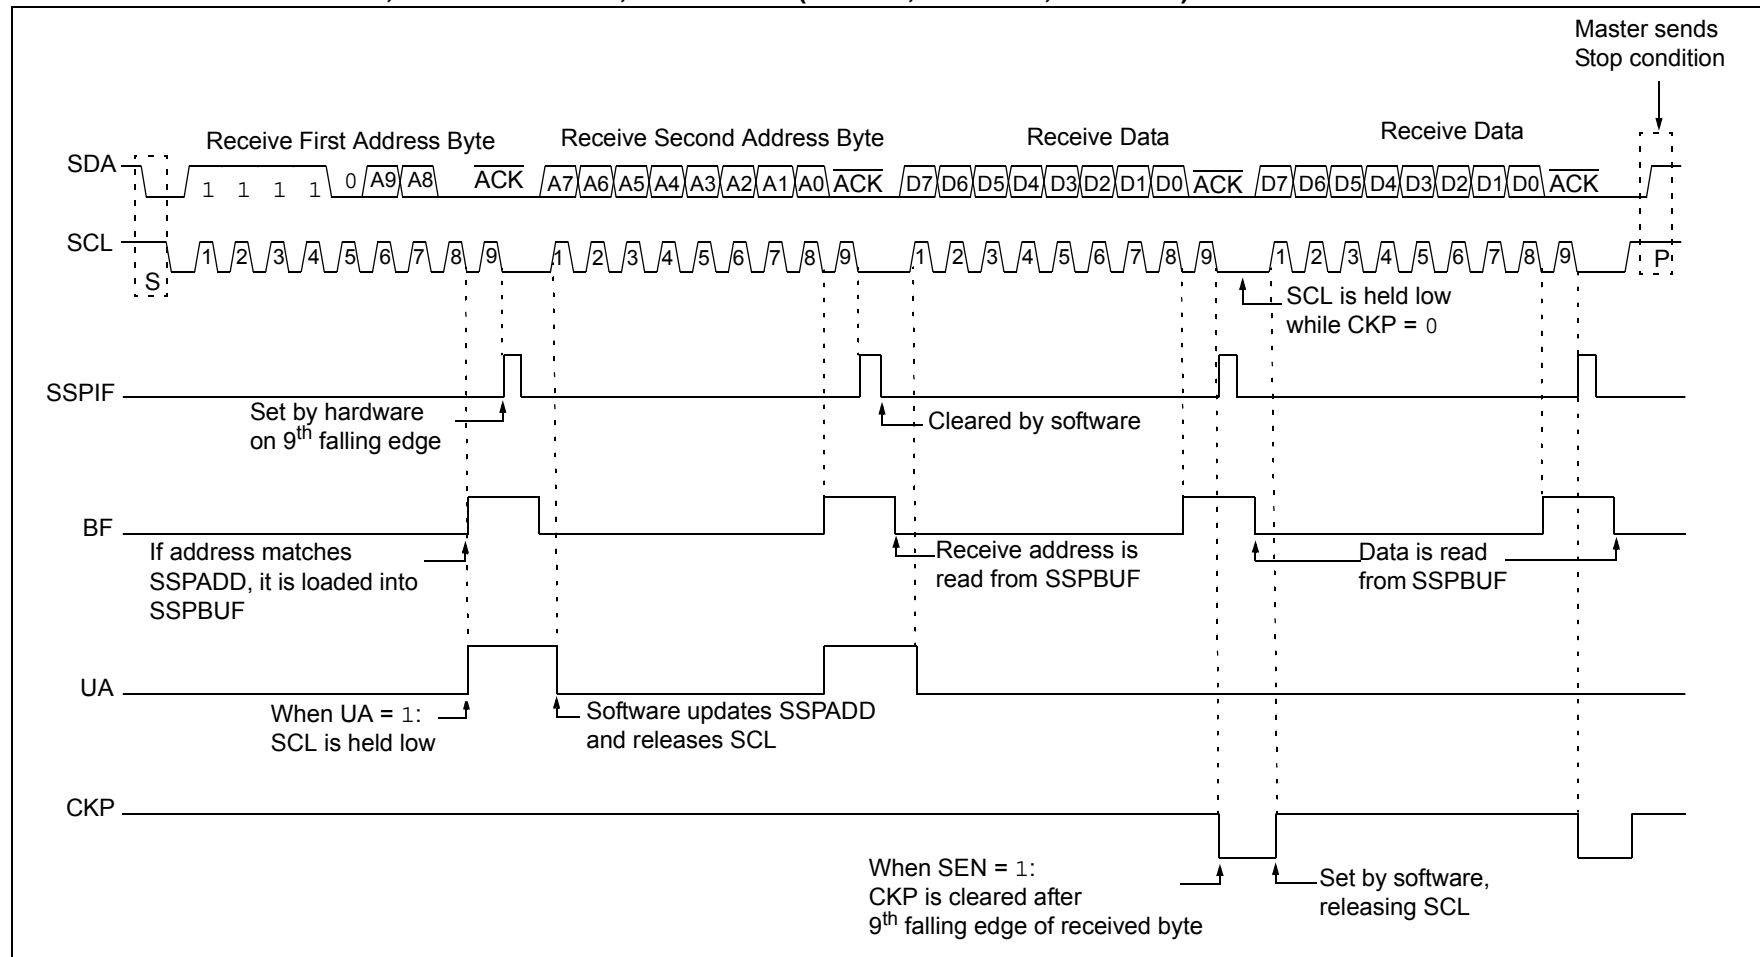 Master sends
Stop condition
Receive First Address Byte
Receive Second Address Byte
Receive Data
Receive Data
SDA
1 1 1 1 0 A9 A8 ACK A7 A6 A5 A4 A3 A2 A1 A0 ACK D7 D6 D5 D4 D3 D2 D1 D0 ACK D7 D6 D5 D4 D3 D2 D1 D0 ACK
SCL
S 1 2 3 4 5 6 7 8 9 1 2 3 4 5 6 7 8 9 1 2 3 4 5 6 7 8 9 1 2 3 4 5 6 7 8 9 P
SCL is held low
while CKP = 0
SSPIF
Set by hardware
on 9th falling edge
Cleared by software
BF
If address matches
SSPADD, it is loaded into
SSPBUF
Receive address is
read from SSPBUF
Data is read
from SSPBUF
UA
When UA = 1:
SCL is held low
Software updates SSPADD
and releases SCL
CKP
When SEN = 1:
CKP is cleared after
9th falling edge of received byte
Set by software,
releasing SCL